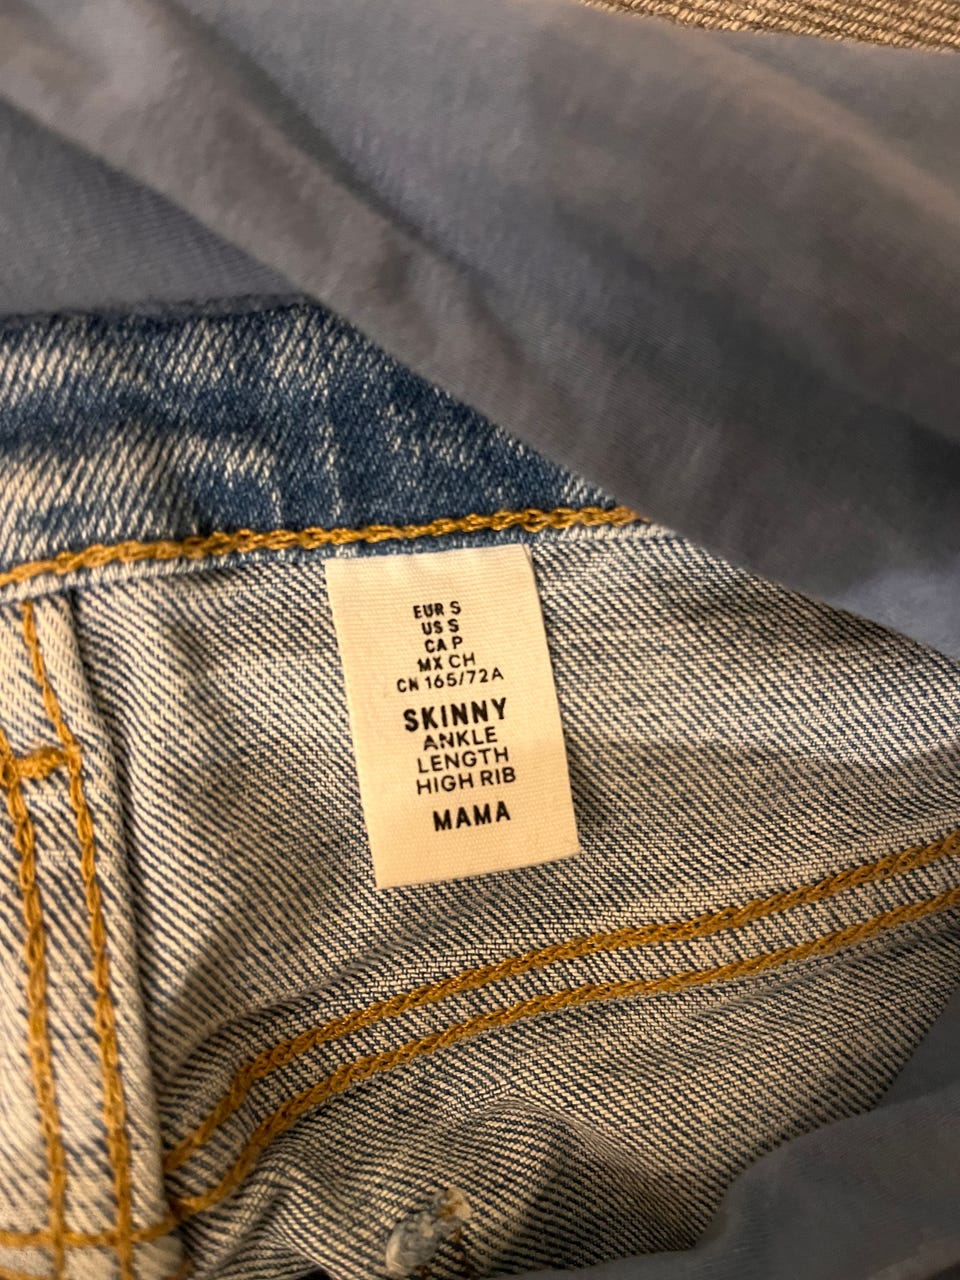 EUR S
US S
CA P
MX CH
CN 165/72A
SKINNY
ANKLE
LENGTH
HIGH RIB
MAMA